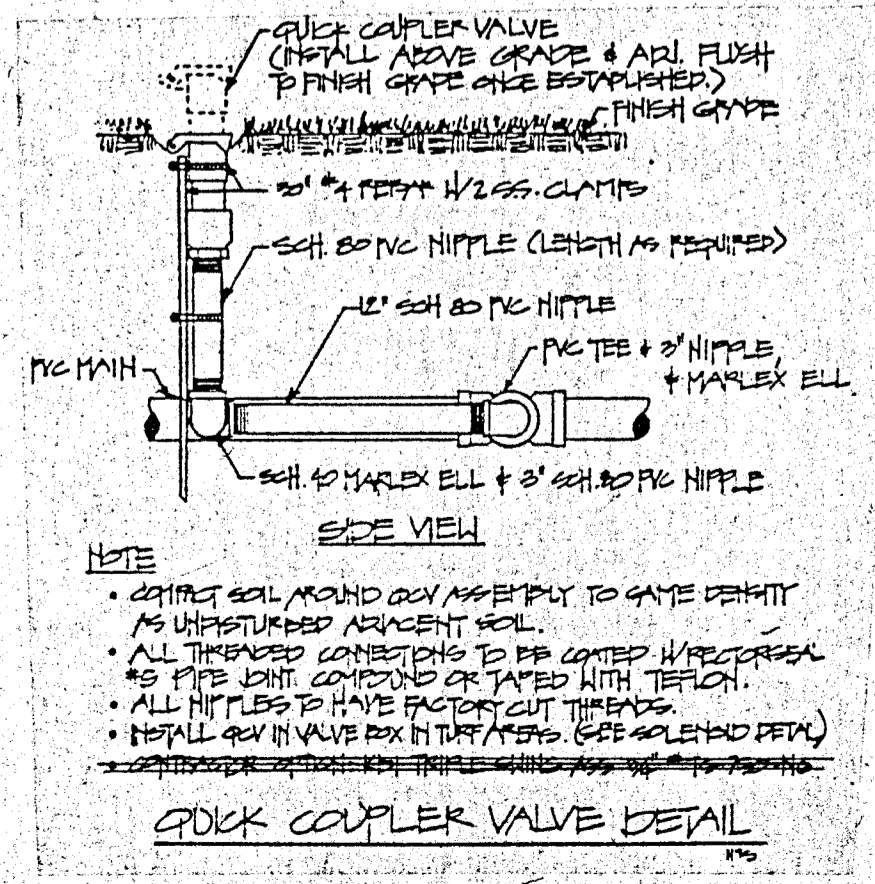 QUICK COUPLER VALVE
(INSTALL ABOVE GRADE & ADJ. FLUSH
TO FINISH GRADE ONCE ESTABLISHED.)
FINISH GRADE
30" #4 REBAR W/2 S.S. CLAMPS
SCH. 80 PVC NIPPLE (LENGTH AS REQUIRED)
12" SCH 80 PVC NIPPLE
PVC TEE & 3" NIPPLE,
& MARLEX ELL
PVC MAIN
SCH. 40 MARLEX ELL & 3" SCH. 80 PVC NIPPLE
SIDE VIEW
NOTE
• COMPACT SOIL AROUND QCV ASSEMBLY TO SAME DENSITY
AS UNDISTURBED ADJACENT SOIL.
• ALL THREADED CONNECTIONS TO BE COATED W/RECTORSEAL
#5 PIPE JOINT COMPOUND OR TAPED WITH TEFLON.
• ALL NIPPLES TO HAVE FACTORY CUT THREADS.
• INSTALL QCV IN VALVE BOX IN TURF AREAS. (SEE SOLENOID DETAIL)
• CONTRACTOR OPTION: TRIPLE SWING
QUICK COUPLER VALVE DETAIL
NTS